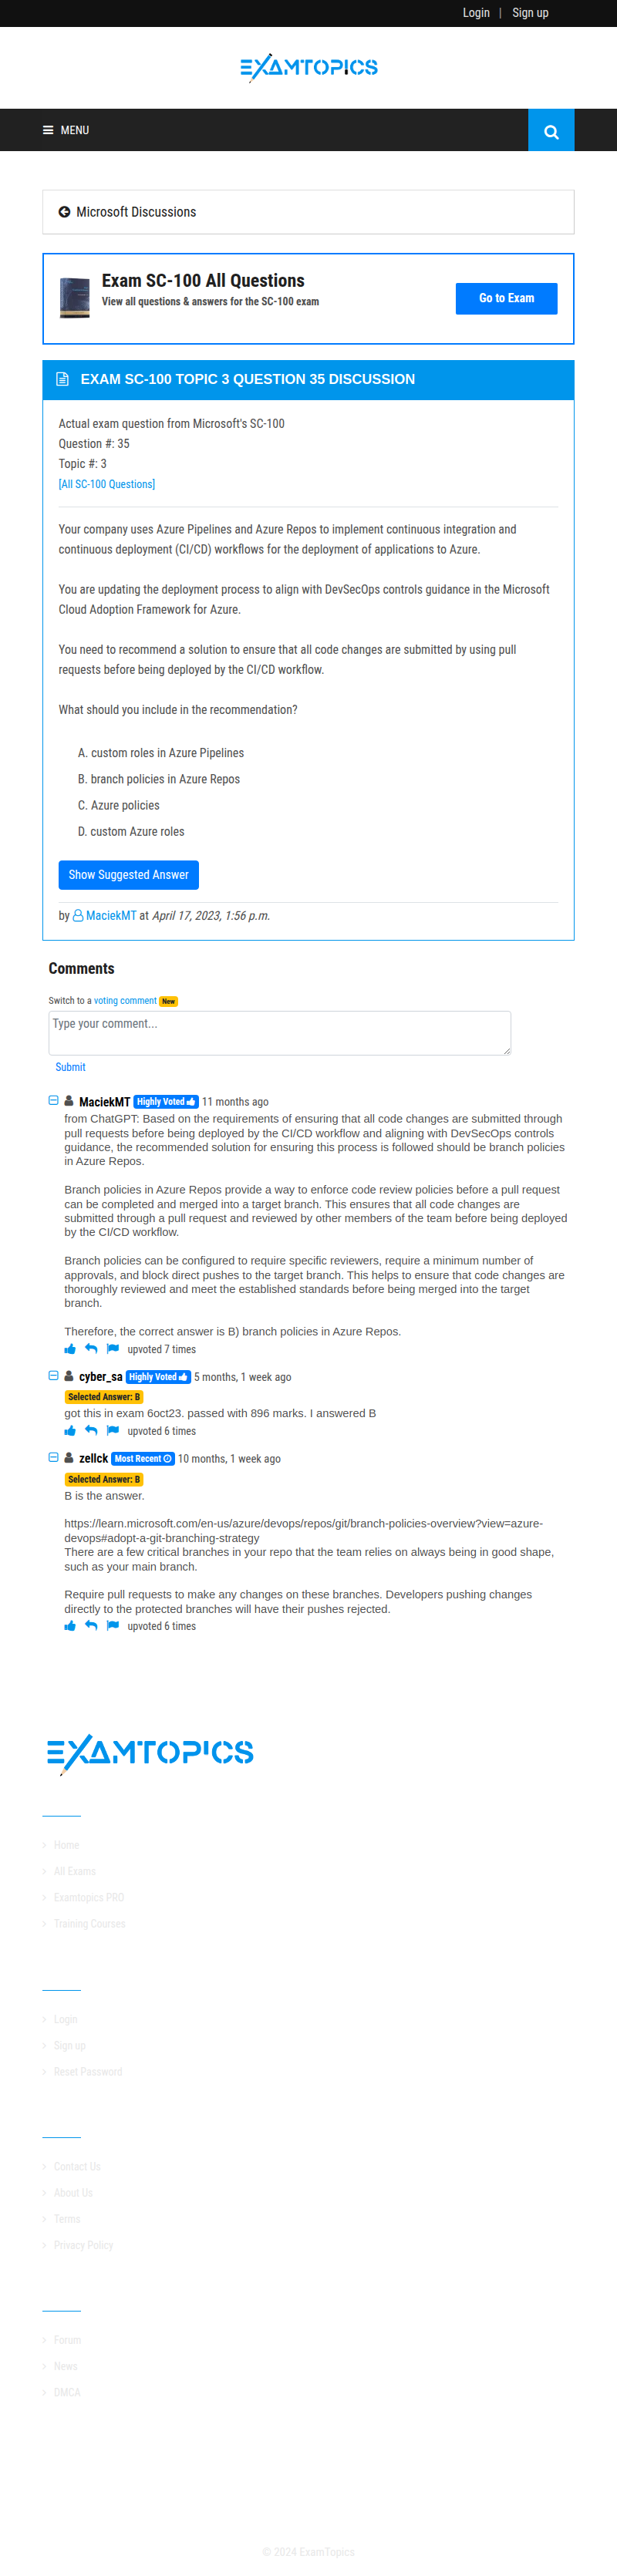 Login | Sign up
EXAMTOPICS
MENU
Microsoft Discussions
Exam SC-100 All Questions
View all questions & answers for the SC-100 exam
Go to Exam
EXAM SC-100 TOPIC 3 QUESTION 35 DISCUSSION
Actual exam question from Microsoft's SC-100
Question #: 35
Topic #: 3
[All SC-100 Questions]
Your company uses Azure Pipelines and Azure Repos to implement continuous integration and
continuous deployment (CI/CD) workflows for the deployment of applications to Azure.
You are updating the deployment process to align with DevSecOps controls guidance in the Microsoft
Cloud Adoption Framework for Azure.
You need to recommend a solution to ensure that all code changes are submitted by using pull
requests before being deployed by the CI/CD workflow.
What should you include in the recommendation?
A. custom roles in Azure Pipelines
B. branch policies in Azure Repos
C. Azure policies
D. custom Azure roles
Show Suggested Answer
by MaciekMT at April 17, 2023, 1:56 p.m.
Comments
Switch to a voting comment New
Type your comment...
Submit
MaciekMT Highly Voted 11 months ago
from ChatGPT: Based on the requirements of ensuring that all code changes are submitted through
pull requests before being deployed by the CI/CD workflow and aligning with DevSecOps controls
guidance, the recommended solution for ensuring this process is followed should be branch policies
in Azure Repos.
Branch policies in Azure Repos provide a way to enforce code review policies before a pull request
can be completed and merged into a target branch. This ensures that all code changes are
submitted through a pull request and reviewed by other members of the team before being deployed
by the CI/CD workflow.
Branch policies can be configured to require specific reviewers, require a minimum number of
approvals, and block direct pushes to the target branch. This helps to ensure that code changes are
thoroughly reviewed and meet the established standards before being merged into the target
branch.
Therefore, the correct answer is B) branch policies in Azure Repos.
upvoted 7 times
cyber_sa Highly Voted 5 months, 1 week ago
Selected Answer: B
got this in exam 6oct23. passed with 896 marks. I answered B
upvoted 6 times
zellck Most Recent 10 months, 1 week ago
Selected Answer: B
B is the answer.
https://learn.microsoft.com/en-us/azure/devops/repos/git/branch-policies-overview?view=azure-
devops#adopt-a-git-branching-strategy
There are a few critical branches in your repo that the team relies on always being in good shape,
such as your main branch.
Require pull requests to make any changes on these branches. Developers pushing changes
directly to the protected branches will have their pushes rejected.
upvoted 6 times
EXAMTOPICS
Home
All Exams
Examtopics PRO
Training Courses
Login
Sign up
Reset Password
Contact Us
About Us
Terms
Privacy Policy
Forum
News
DMCA
© 2024 ExamTopics